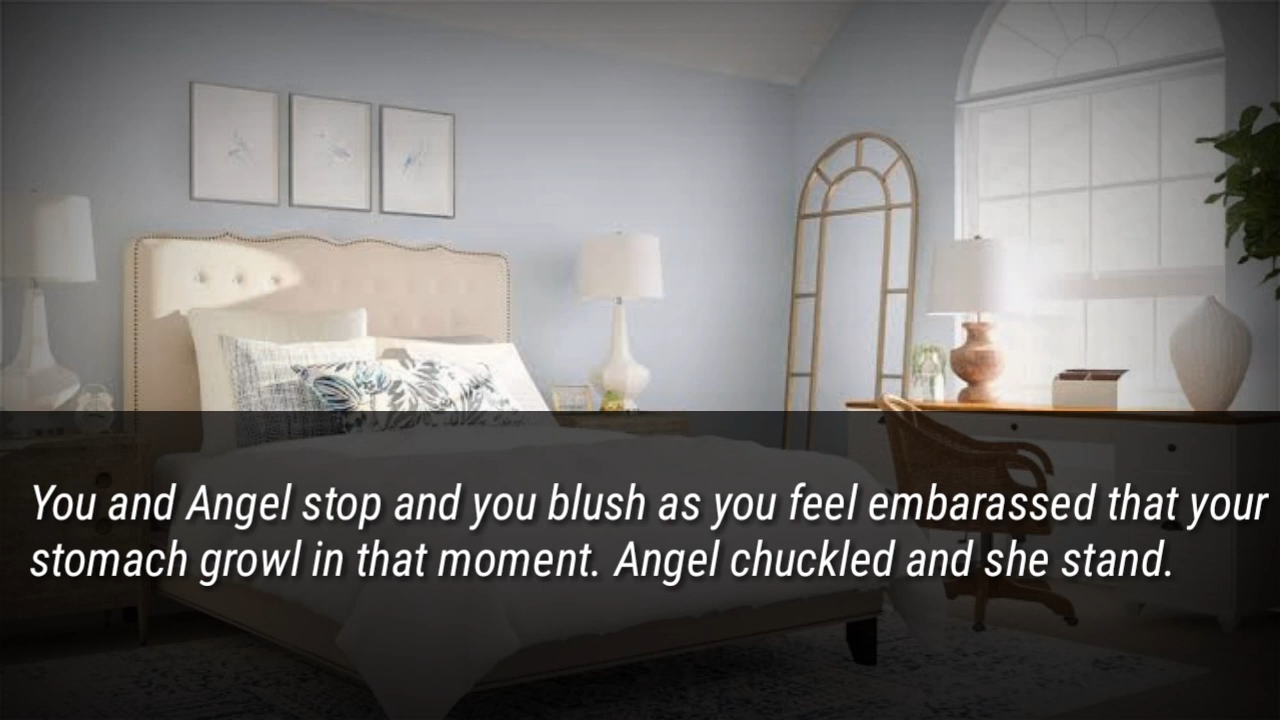 You and Angel stop and you blush as you feel embarassed that your
stomach growl in that moment. Angel chuckled and she stand.